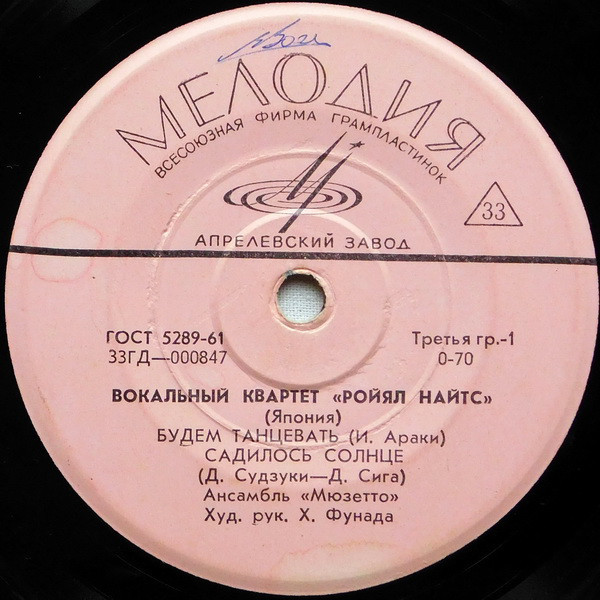 МЕЛОДИЯ
ВСЕСОЮЗНАЯ ФИРМА ГРАМПЛАСТИНОК
33
АПРЕЛЕВСКИЙ ЗАВОД
ГОСТ 5289-61
Третья гр.-1
33ГД—000847
0-70
ВОКАЛЬНЫЙ КВАРТЕТ «РОЙЯЛ НАЙТС»
(Япония)
БУДЕМ ТАНЦЕВАТЬ (И. Араки)
САДИЛОСЬ СОЛНЦЕ
(Д. Судзуки—Д. Сига)
Ансамбль «Мюзетто»
Худ. рук. Х. Фунада